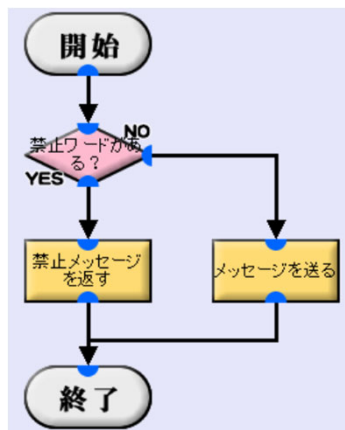 開始
禁止ワードがあ
る？
NO
YES
禁止メッセージ
を返す
メッセージを送る
終了